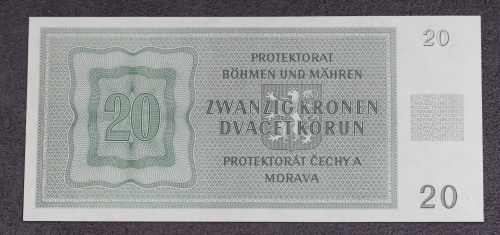 PROTEKTORAT
BÖHMEN UND MÄHREN
20
20
ZWANZIG KRONEN
DVACET KORUN
PROTEKTORÁT ČECHY A
MORAVA
20